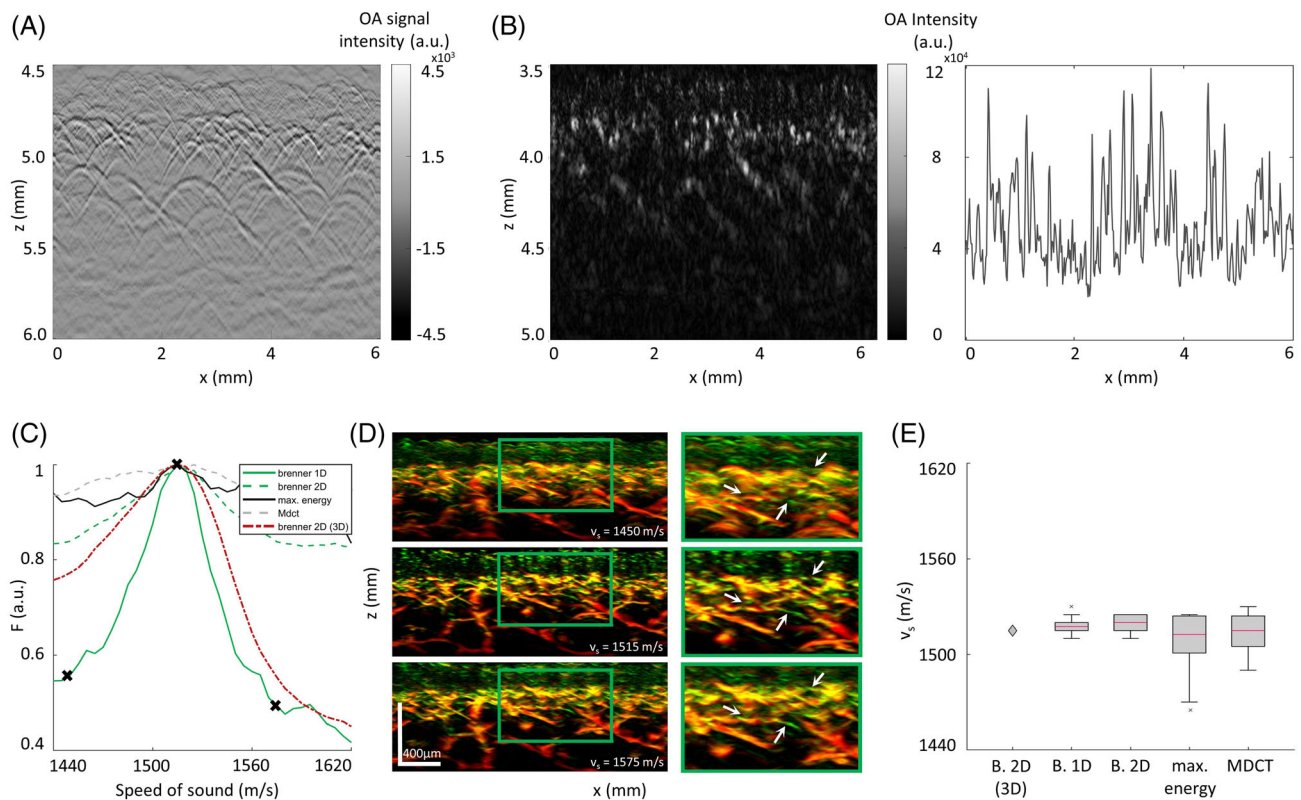 (A)
OA signal
intensity (a.u.)
x10³
4.5
5.0
5.5
6.0
z (mm)
0 2 4 6
x (mm)
4.5
1.5
-1.5
-4.5
(B)
3.5
4.0
4.5
5.0
z (mm)
0 2 4 6
x (mm)
OA Intensity
(a.u.)
12 x10⁴
8
4
0
0 2 4 6
x (mm)
(C)
1
0.8
0.6
0.4
F (a.u.)
1440 1500 1560 1620
Speed of sound (m/s)
brenner 1D
brenner 2D
max. energy
Mdct
brenner 2D (3D)
(D)
z (mm)
vs = 1450 m/s
vs = 1515 m/s
vs = 1575 m/s
400μm
x (mm)
(E)
1620
1560
1500
1440
vs (m/s)
B. 2D
(3D)
B. 1D
B. 2D
max.
energy
MDCT